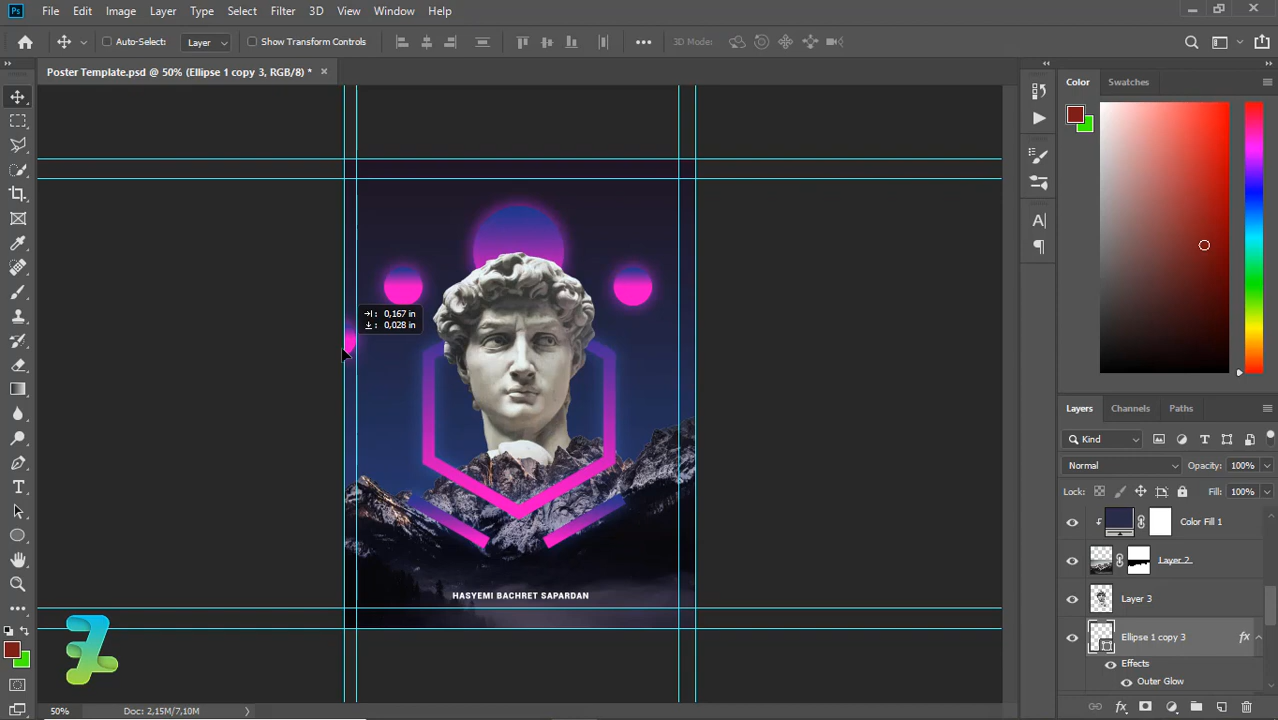 Ps File Edit Image Layer Type Select Filter 3D View Window Help
Auto-Select: Layer Show Transform Controls 3D Mode:
Poster Template.psd @ 50% (Ellipse 1 copy 3, RGB/8) * ×
Color Swatches
0,167 in
0,028 in
Layers Channels Paths
Kind
Normal Opacity: 100%
Lock: Fill: 100%
Color Fill 1
Layer 2
Layer 3
Ellipse 1 copy 3 fx
Effects
Outer Glow
HASYEMI BACHRET SAPARDAN
50% Doc: 2,15M/7,10M